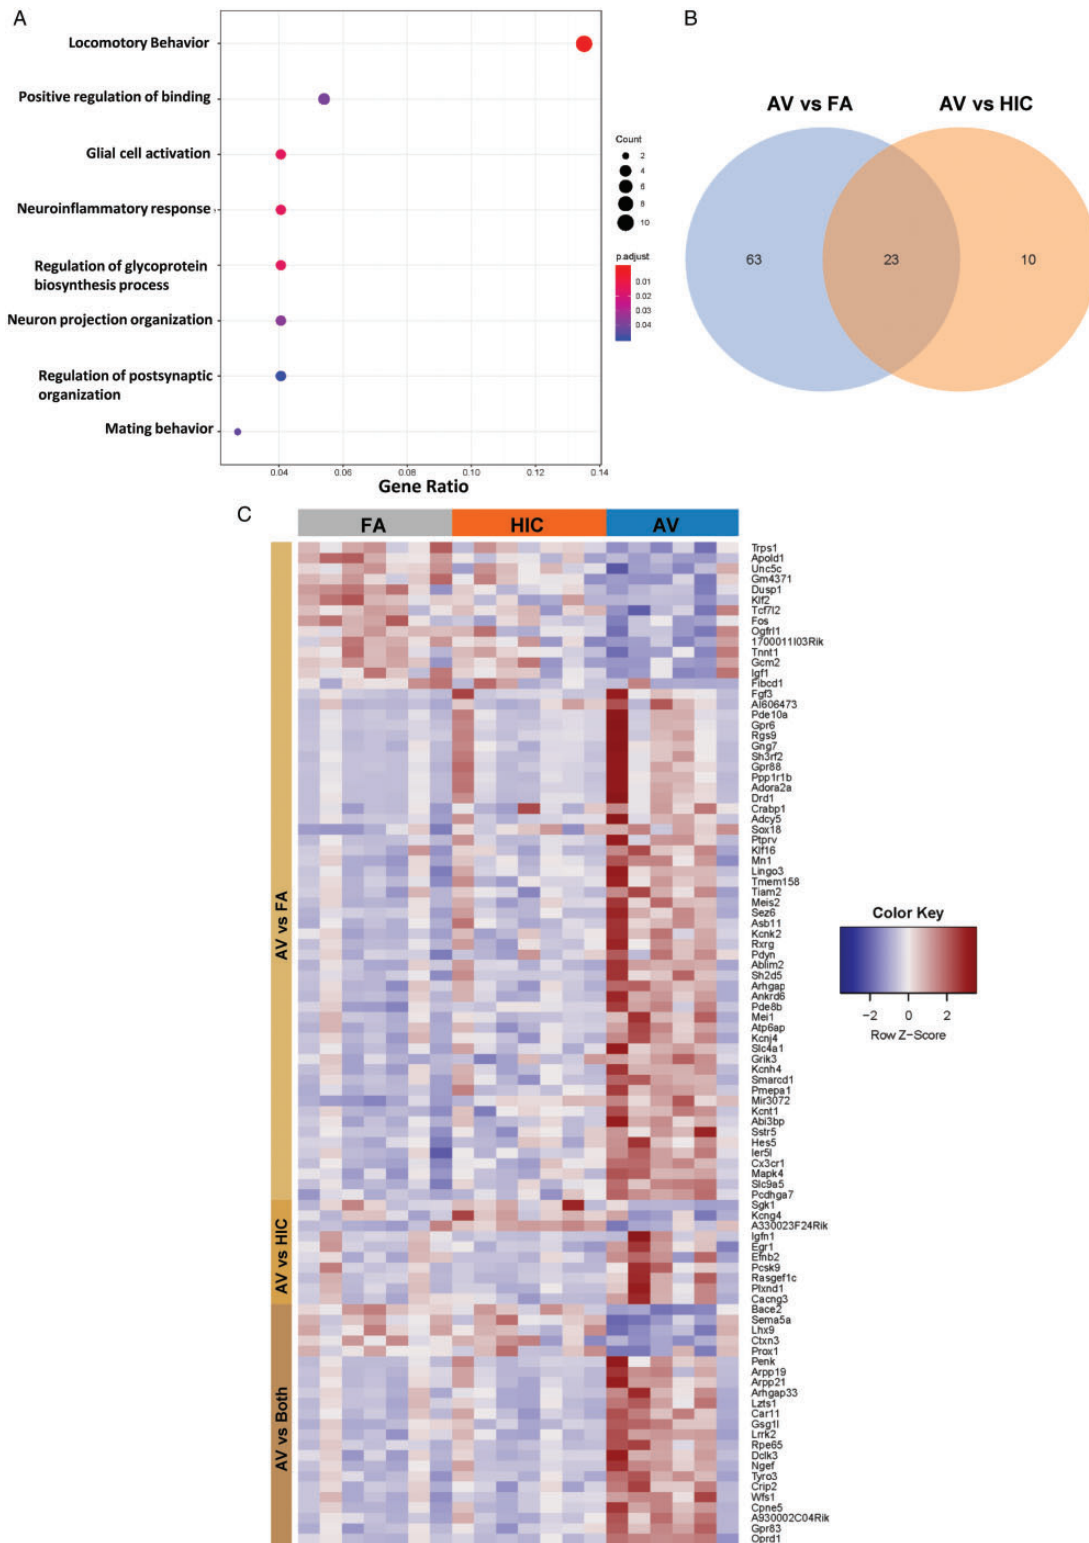 A
Locomotory Behavior
Positive regulation of binding
Glial cell activation
Neuroinflammatory response
Regulation of glycoprotein
biosynthesis process
Neuron projection organization
Regulation of postsynaptic
organization
Mating behavior
0.04 0.06 0.08 0.10 0.12 0.14
Gene Ratio
Count
2
4
6
8
10
p.adjust
0.01
0.02
0.03
0.04
B
AV vs FA AV vs HIC
63 23 10
C
FA HIC AV
AV vs FA
AV vs HIC
AV vs Both
Trps1
Apold1
Unc5c
Gm4371
Dusp1
Klf2
Tcf7l2
Fos
Ogfrl1
1700011I03Rik
Tnnt1
Gcm2
Igf1
Fibcd1
Fgf3
AI606473
Pde10a
Gpr6
Rgs9
Gng7
Sh3rf2
Gpr88
Ppp1r1b
Adora2a
Drd1
Crabp1
Adcy5
Sox18
Ptprv
Klf16
Mn1
Lingo3
Tmem158
Tiam2
Meis2
Sez6
Asb11
Kcnk2
Rxrg
Pdyn
Ablim2
Sh2d5
Arhgap
Ankrd6
Pde8b
Mei1
Atp6ap
Kcnj4
Slc4a1
Grik3
Kcnh4
Smarcd1
Pmepa1
Mir3072
Kcnt1
Abi3bp
Sstr5
Hes5
Ier5l
Cx3cr1
Mapk4
Slc9a5
Pcdhga7
Sgk1
Kcng4
A330023F24Rik
Igfn1
Egr1
Efnb2
Pcsk9
Rasgef1c
Plxnd1
Cacng3
Bace2
Sema5a
Lhx9
Ctxn3
Prox1
Penk
Arpp19
Arpp21
Arhgap33
Lzts1
Car11
Gsg1l
Lrrk2
Rpe65
Dclk3
Ngef
Tyro3
Crip2
Wfs1
Cpne5
A930002C04Rik
Gpr83
Oprd1
Color Key
−2 0 2
Row Z−Score